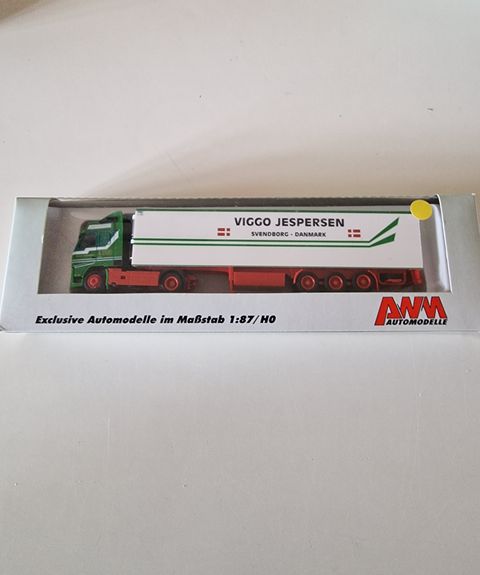 VIGGO JESPERSEN
SVENDBORG - DANMARK
Exclusive Automodelle im Maßstab 1:87/H0
AWM
AUTOMODELLE